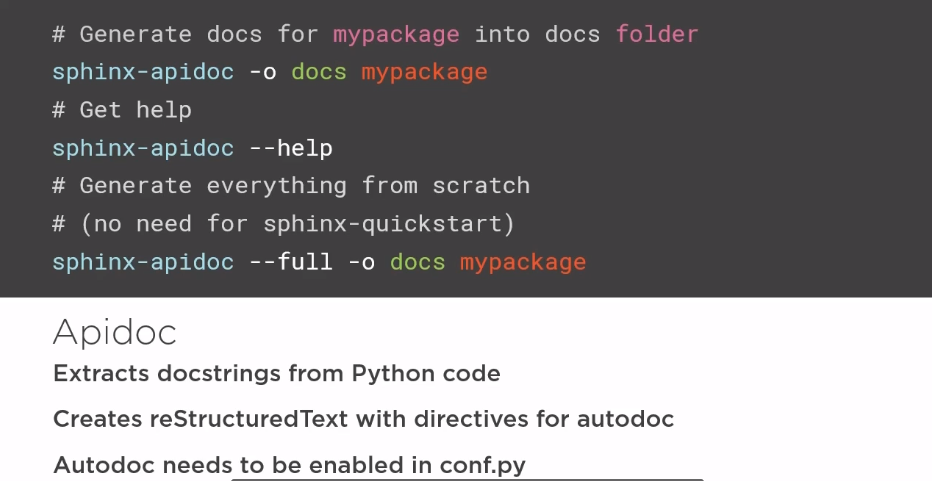 # Generate docs for mypackage into docs folder
sphinx-apidoc -o docs mypackage
# Get help
sphinx-apidoc --help
# Generate everything from scratch
# (no need for sphinx-quickstart)
sphinx-apidoc --full -o docs mypackage
Apidoc
Extracts docstrings from Python code
Creates reStructuredText with directives for autodoc
Autodoc needs to be enabled in conf.py